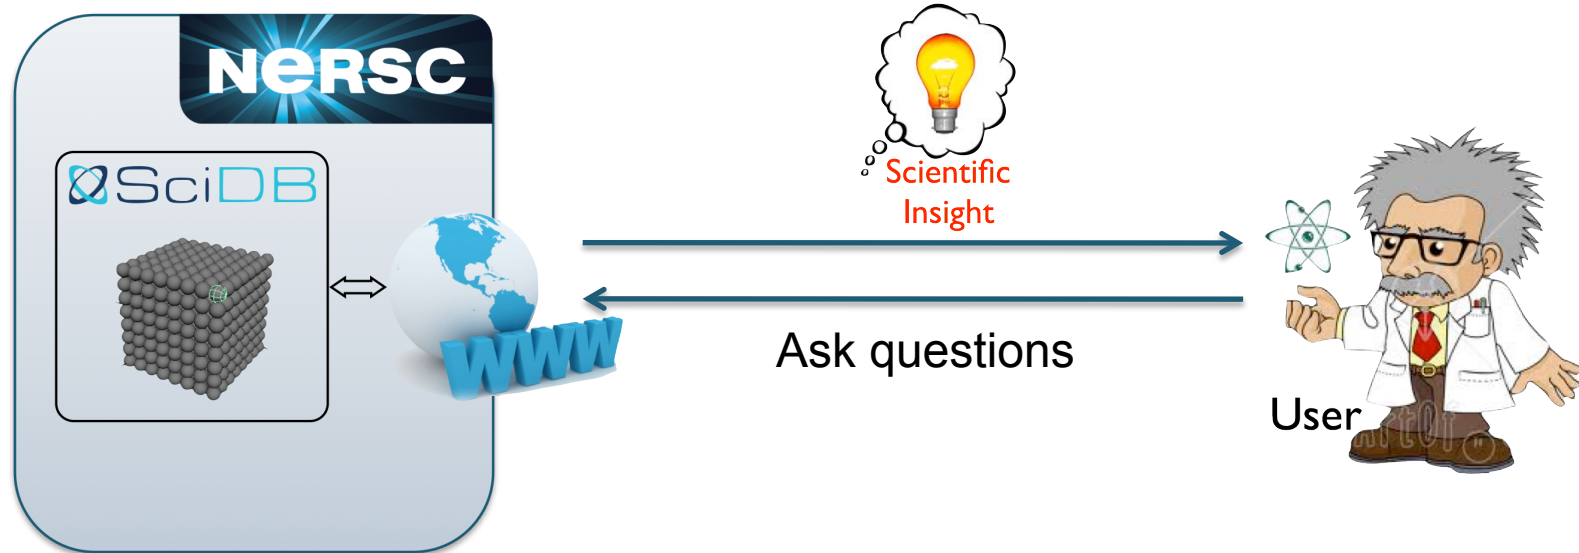 NERSC
SciDB
WWW
Scientific
Insight
Ask questions
User